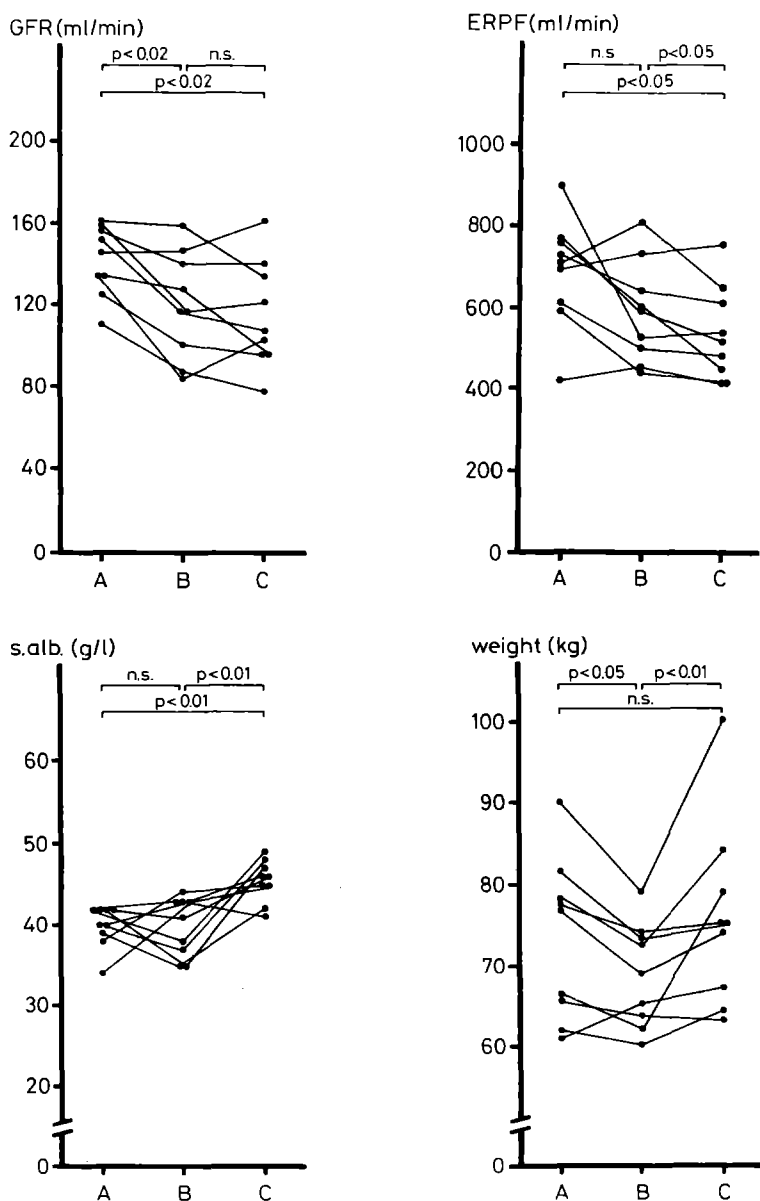 GFR (ml/min)
p<0.02 n.s.
p<0.02
200
160
120
80
40
0
A B C
ERPF (ml/min)
n.s p<0.05
p<0.05
1000
800
600
400
200
0
A B C
s.alb. (g/l)
n.s. p<0.01
p<0.01
60
50
40
30
20
0
A B C
weight (kg)
p<0.05 p<0.01
n.s.
100
90
80
70
60
0
A B C